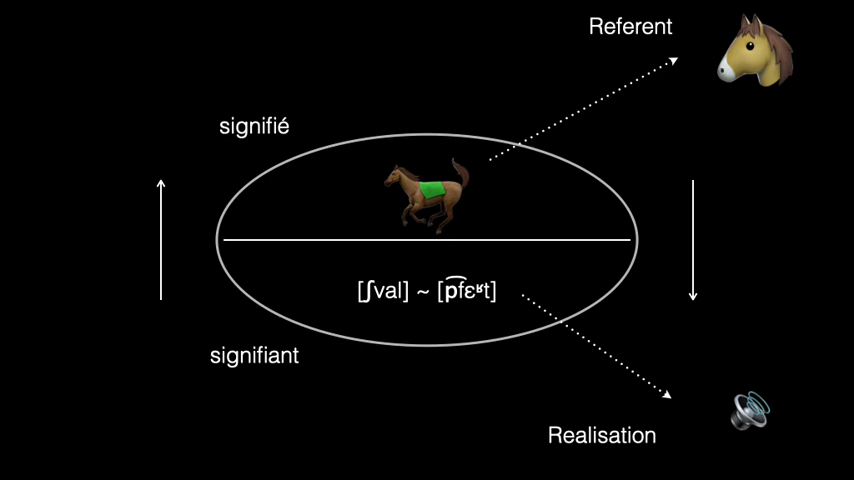 Referent
signifié
[ʃval] ~ [p͡fɛʁt]
signifiant
Realisation